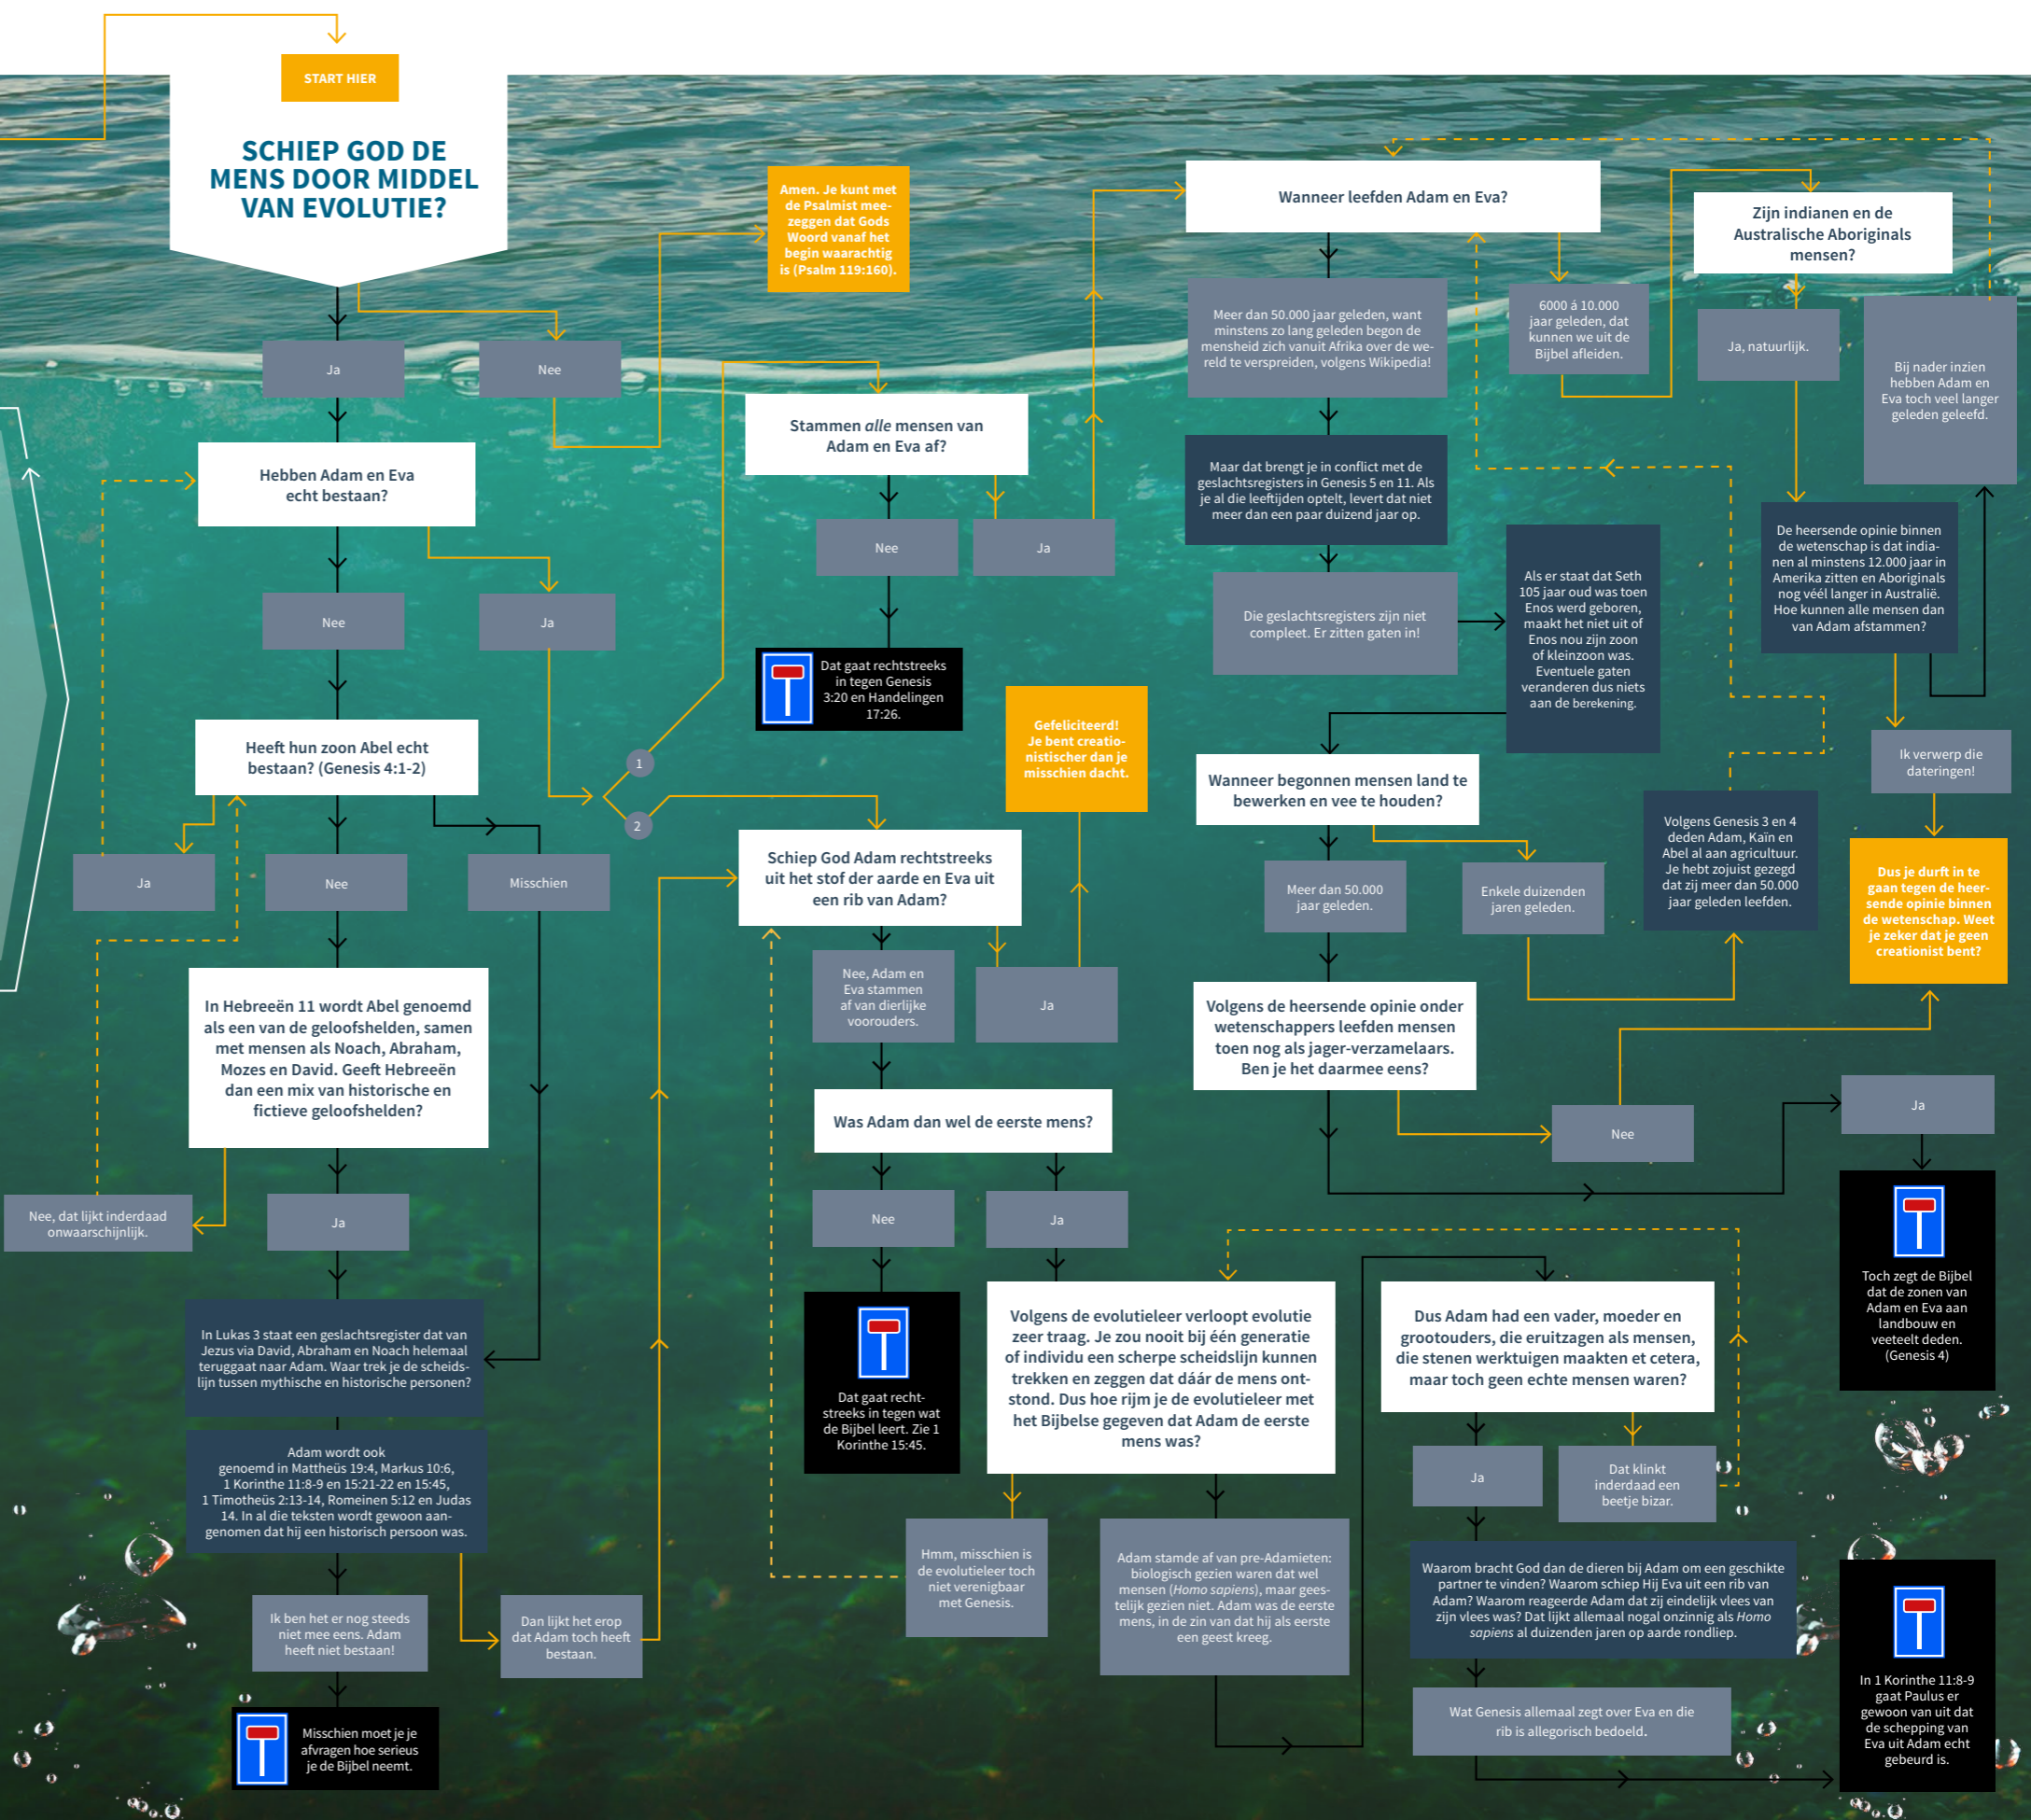 START HIER
SCHIEP GOD DE
MENS DOOR MIDDEL
VAN EVOLUTIE?
Ja
Nee
Amen. Je kunt met
de Psalmist mee-
zeggen dat Gods
Woord vanaf het
begin waarachtig
is (Psalm 119:160).
Hebben Adam en Eva
echt bestaan?
Nee
Ja
Heeft hun zoon Abel echt
bestaan? (Genesis 4:1-2)
Ja
Nee
Misschien
In Hebreeën 11 wordt Abel genoemd
als een van de geloofshelden, samen
met mensen als Noach, Abraham,
Mozes en David. Geeft Hebreeën
dan een mix van historische en
fictieve geloofshelden?
Nee, dat lijkt inderdaad
onwaarschijnlijk.
Ja
In Lukas 3 staat een geslachtsregister dat van
Jezus via David, Abraham en Noach helemaal
teruggaat naar Adam. Waar trek je de scheids-
lijn tussen mythische en historische personen?
Adam wordt ook
genoemd in Mattheüs 19:4, Markus 10:6,
1 Korinthe 11:8-9 en 15:21-22 en 15:45,
1 Timotheüs 2:13-14, Romeinen 5:12 en Judas
14. In al die teksten wordt gewoon aan-
genomen dat hij een historisch persoon was.
Ik ben het er nog steeds
niet mee eens. Adam
heeft niet bestaan!
Dan lijkt het erop
dat Adam toch heeft
bestaan.
Misschien moet je je
afvragen hoe serieus
je de Bijbel neemt.
1
2
Stammen alle mensen van
Adam en Eva af?
Nee
Ja
Dat gaat rechtstreeks
in tegen Genesis
3:20 en Handelingen
17:26.
Gefeliciteerd!
Je bent creatio-
nistischer dan je
misschien dacht.
Schiep God Adam rechtstreeks
uit het stof der aarde en Eva uit
een rib van Adam?
Nee, Adam en
Eva stammen
af van dierlijke
voorouders.
Ja
Was Adam dan wel de eerste mens?
Nee
Ja
Dat gaat recht-
streeks in tegen wat
de Bijbel leert. Zie 1
Korinthe 15:45.
Volgens de evolutieleer verloopt evolutie
zeer traag. Je zou nooit bij één generatie
of individu een scherpe scheidslijn kunnen
trekken en zeggen dat dáár de mens ont-
stond. Dus hoe rijm je de evolutieleer met
het Bijbelse gegeven dat Adam de eerste
mens was?
Hmm, misschien is
de evolutieleer toch
niet verenigbaar
met Genesis.
Adam stamde af van pre-Adamieten:
biologisch gezien waren dat wel
mensen (Homo sapiens), maar gees-
telijk gezien niet. Adam was de eerste
mens, in de zin van dat hij als eerste
een geest kreeg.
Dus Adam had een vader, moeder en
grootouders, die eruitzagen als mensen,
die stenen werktuigen maakten et cetera,
maar toch geen echte mensen waren?
Ja
Dat klinkt
inderdaad een
beetje bizar.
Waarom bracht God dan de dieren bij Adam om een geschikte
partner te vinden? Waarom schiep Hij Eva uit een rib van
Adam? Waarom reageerde Adam dat zij eindelijk vlees van
zijn vlees was? Dat lijkt allemaal nogal onzinnig als Homo
sapiens al duizenden jaren op aarde rondliep.
Wat Genesis allemaal zegt over Eva en die
rib is allegorisch bedoeld.
In 1 Korinthe 11:8-9
gaat Paulus er
gewoon van uit dat
de schepping van
Eva uit Adam echt
gebeurd is.
Wanneer leefden Adam en Eva?
Meer dan 50.000 jaar geleden, want
minstens zo lang geleden begon de
mensheid zich vanuit Afrika over de we-
reld te verspreiden, volgens Wikipedia!
6000 á 10.000
jaar geleden, dat
kunnen we uit de
Bijbel afleiden.
Zijn indianen en de
Australische Aboriginals
mensen?
Ja, natuurlijk.
Bij nader inzien
hebben Adam en
Eva toch veel langer
geleden geleefd.
Maar dat brengt je in conflict met de
geslachtsregisters in Genesis 5 en 11. Als
je al die leeftijden optelt, levert dat niet
meer dan een paar duizend jaar op.
De heersende opinie binnen
de wetenschap is dat india-
nen al minstens 12.000 jaar in
Amerika zitten en Aboriginals
nog véél langer in Australië.
Hoe kunnen alle mensen dan
van Adam afstammen?
Die geslachtsregisters zijn niet
compleet. Er zitten gaten in!
Als er staat dat Seth
105 jaar oud was toen
Enos werd geboren,
maakt het niet uit of
Enos nou zijn zoon
of kleinzoon was.
Eventuele gaten
veranderen dus niets
aan de berekening.
Ik verwerp die
dateringen!
Wanneer begonnen mensen land te
bewerken en vee te houden?
Meer dan 50.000
jaar geleden.
Enkele duizenden
jaren geleden.
Volgens Genesis 3 en 4
deden Adam, Kaïn en
Abel al aan agricultuur.
Je hebt zojuist gezegd
dat zij meer dan 50.000
jaar geleden leefden.
Dus je durft in te
gaan tegen de heer-
sende opinie binnen
de wetenschap. Weet
je zeker dat je geen
creationist bent?
Volgens de heersende opinie onder
wetenschappers leefden mensen
toen nog als jager-verzamelaars.
Ben je het daarmee eens?
Nee
Ja
Toch zegt de Bijbel
dat de zonen van
Adam en Eva aan
landbouw en
veeteelt deden.
(Genesis 4)